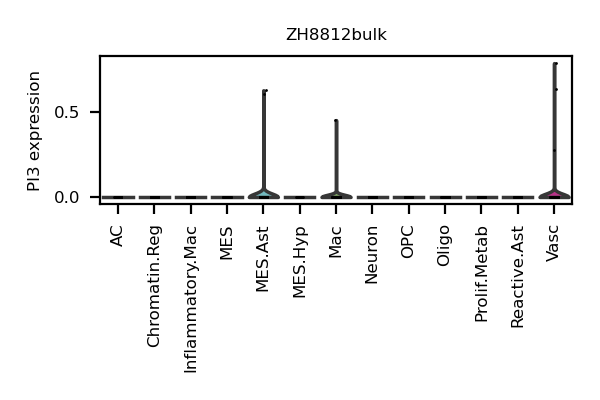 ZH8812bulk
PI3 expression
0.5
0.0
AC
Chromatin.Reg
Inflammatory.Mac
MES
MES.Ast
MES.Hyp
Mac
Neuron
OPC
Oligo
Prolif.Metab
Reactive.Ast
Vasc